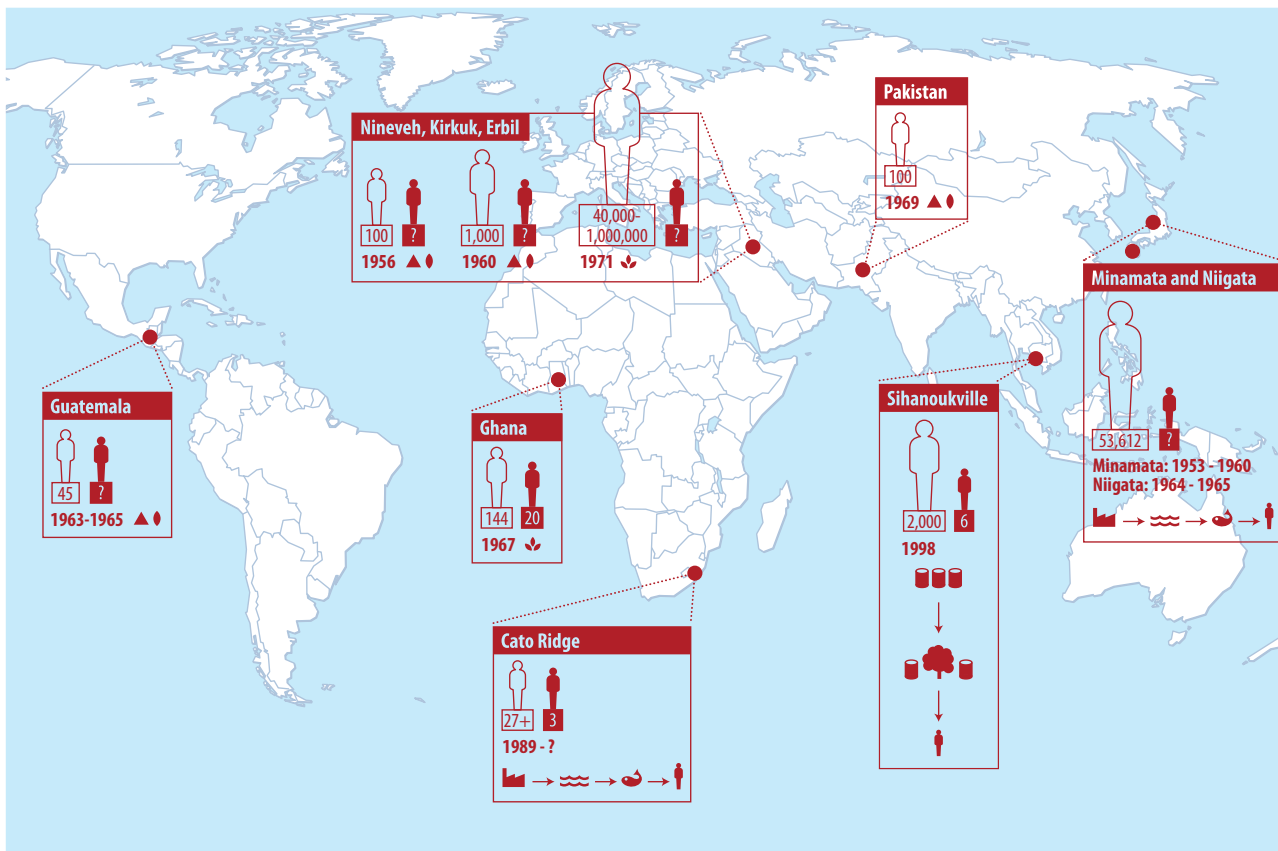 Pakistan
100
1969
Nineveh, Kirkuk, Erbil
100
?
1956
1,000
?
1960
40,000-
1,000,000
?
1971
Minamata and Niigata
53,612
?
Minamata: 1953 - 1960
Niigata: 1964 - 1965
Guatemala
45
?
1963-1965
Ghana
144
20
1967
Sihanoukville
2,000
6
1998
Cato Ridge
27+
3
1989 - ?